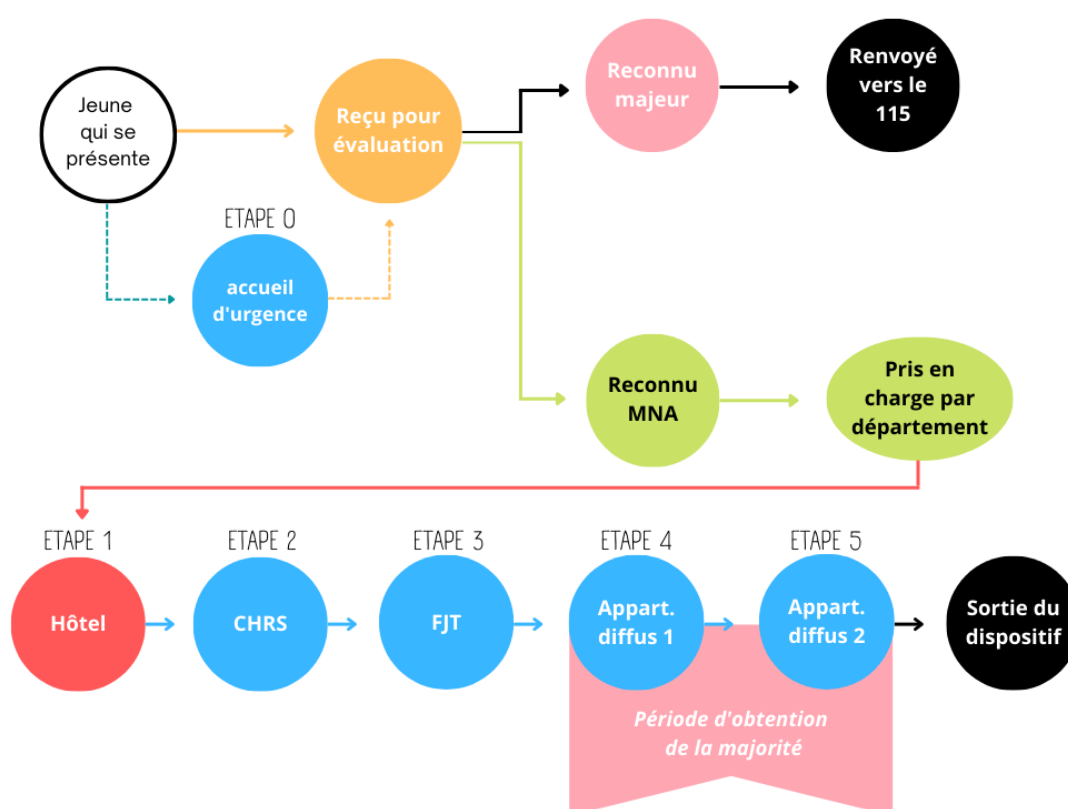 Jeune
qui se
présente
Reçu pour
évaluation
Reconnu
majeur
Renvoyé
vers le
115
ETAPE 0
accueil
d'urgence
Reconnu
MNA
Pris en
charge par
département
ETAPE 1
Hôtel
ETAPE 2
CHRS
ETAPE 3
FJT
ETAPE 4
Appart.
diffus 1
ETAPE 5
Appart.
diffus 2
Sortie du
dispositif
Période d'obtention
de la majorité